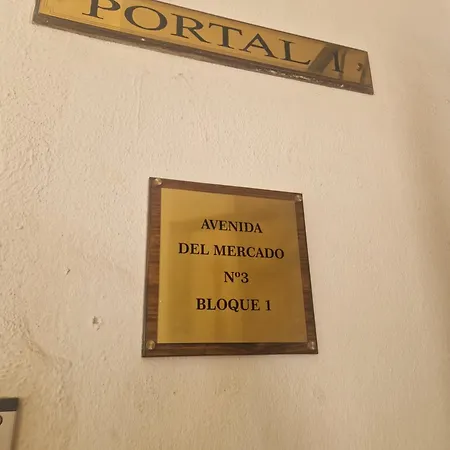 PORTAL 1
AVENIDA
DEL MERCADO
Nº3
BLOQUE 1